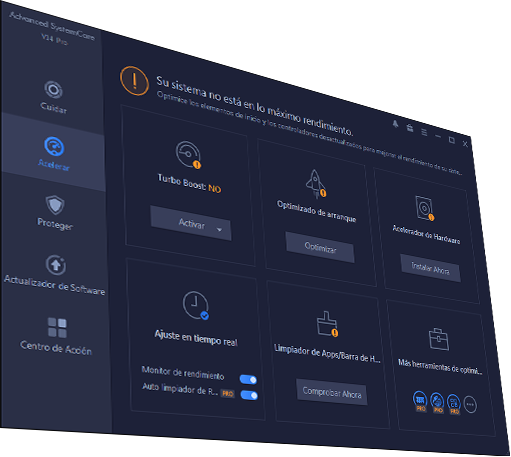 Advanced SystemCare
V14 Pro
Cuidar
Acelerar
Proteger
Actualizador de Software
Centro de Acción
Su sistema no está en lo máximo rendimiento.
Optimice los elementos de inicio y los controladores desactualizados para mejorar el rendimiento de su siste...
Turbo Boost: NO
Activar
Optimizado de arranque
Optimizar
Acelerador de Hardware
Instalar Ahora
Ajuste en tiempo real
Monitor de rendimiento
Auto limpiador de R... PRO
Limpiador de Apps/Barra de H...
Comprobar Ahora
Más herramientas de optimi...
PRO PRO PRO